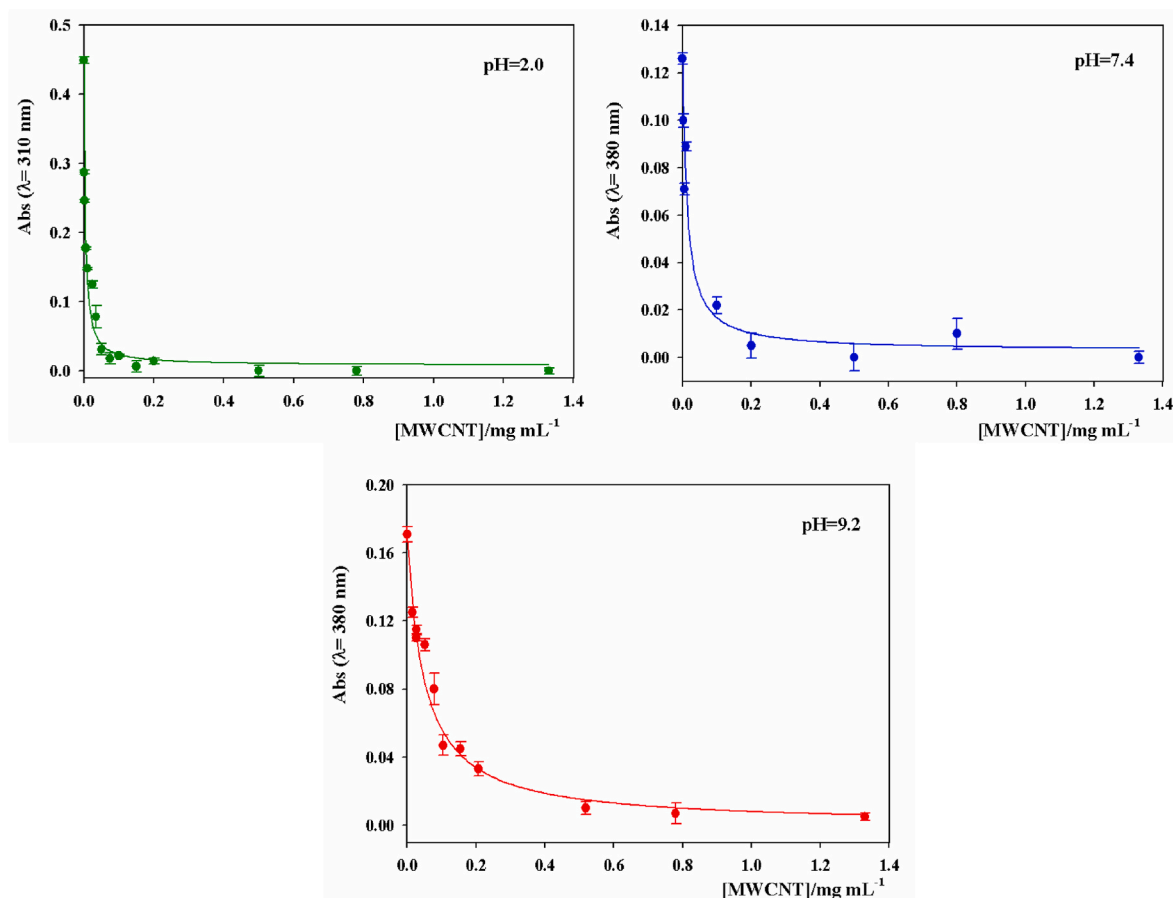 pH=2.0
Abs (λ= 310 nm)
0.5
0.4
0.3
0.2
0.1
0.0
0.0 0.2 0.4 0.6 0.8 1.0 1.2 1.4
[MWCNT]/mg mL⁻¹
pH=7.4
Abs (λ= 380 nm)
0.14
0.12
0.10
0.08
0.06
0.04
0.02
0.00
0.0 0.2 0.4 0.6 0.8 1.0 1.2 1.4
[MWCNT]/mg mL⁻¹
pH=9.2
Abs (λ= 380 nm)
0.20
0.16
0.12
0.08
0.04
0.00
0.0 0.2 0.4 0.6 0.8 1.0 1.2 1.4
[MWCNT]/mg mL⁻¹